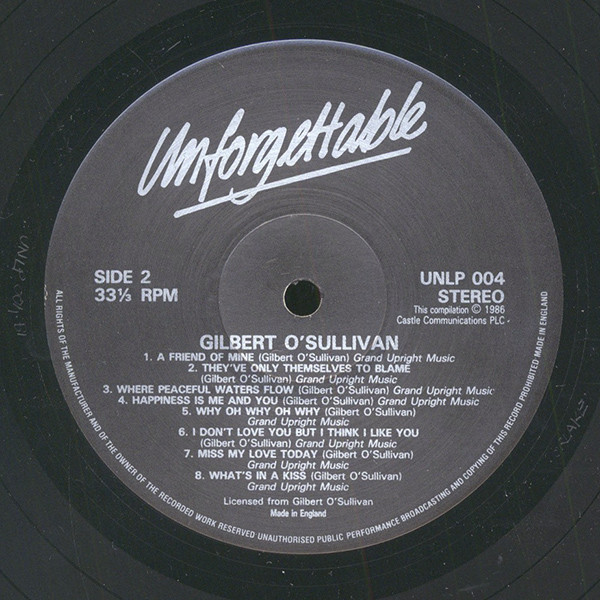 Unforgettable
SIDE 2
33⅓ RPM
UNLP 004
STEREO
This compilation © 1986
Castle Communications PLC
GILBERT O'SULLIVAN
1. A FRIEND OF MINE (Gilbert O'Sullivan) Grand Upright Music
2. THEY'VE ONLY THEMSELVES TO BLAME
(Gilbert O'Sullivan) Grand Upright Music
3. WHERE PEACEFUL WATERS FLOW (Gilbert O'Sullivan) Grand Upright Music
4. HAPPINESS IS ME AND YOU (Gilbert O'Sullivan) Grand Upright Music
5. WHY OH WHY OH WHY (Gilbert O'Sullivan)
Grand Upright Music
6. I DON'T LOVE YOU BUT I THINK I LIKE YOU
(Gilbert O'Sullivan) Grand Upright Music
7. MISS MY LOVE TODAY (Gilbert O'Sullivan)
Grand Upright Music
8. WHAT'S IN A KISS (Gilbert O'Sullivan)
Grand Upright Music
Licensed from Gilbert O'Sullivan
Made in England
ALL RIGHTS OF THE MANUFACTURER AND OF THE OWNER OF THE RECORDED WORK RESERVED UNAUTHORISED PUBLIC PERFORMANCE BROADCASTING AND COPYING OF THIS RECORD PROHIBITED MADE IN ENGLAND